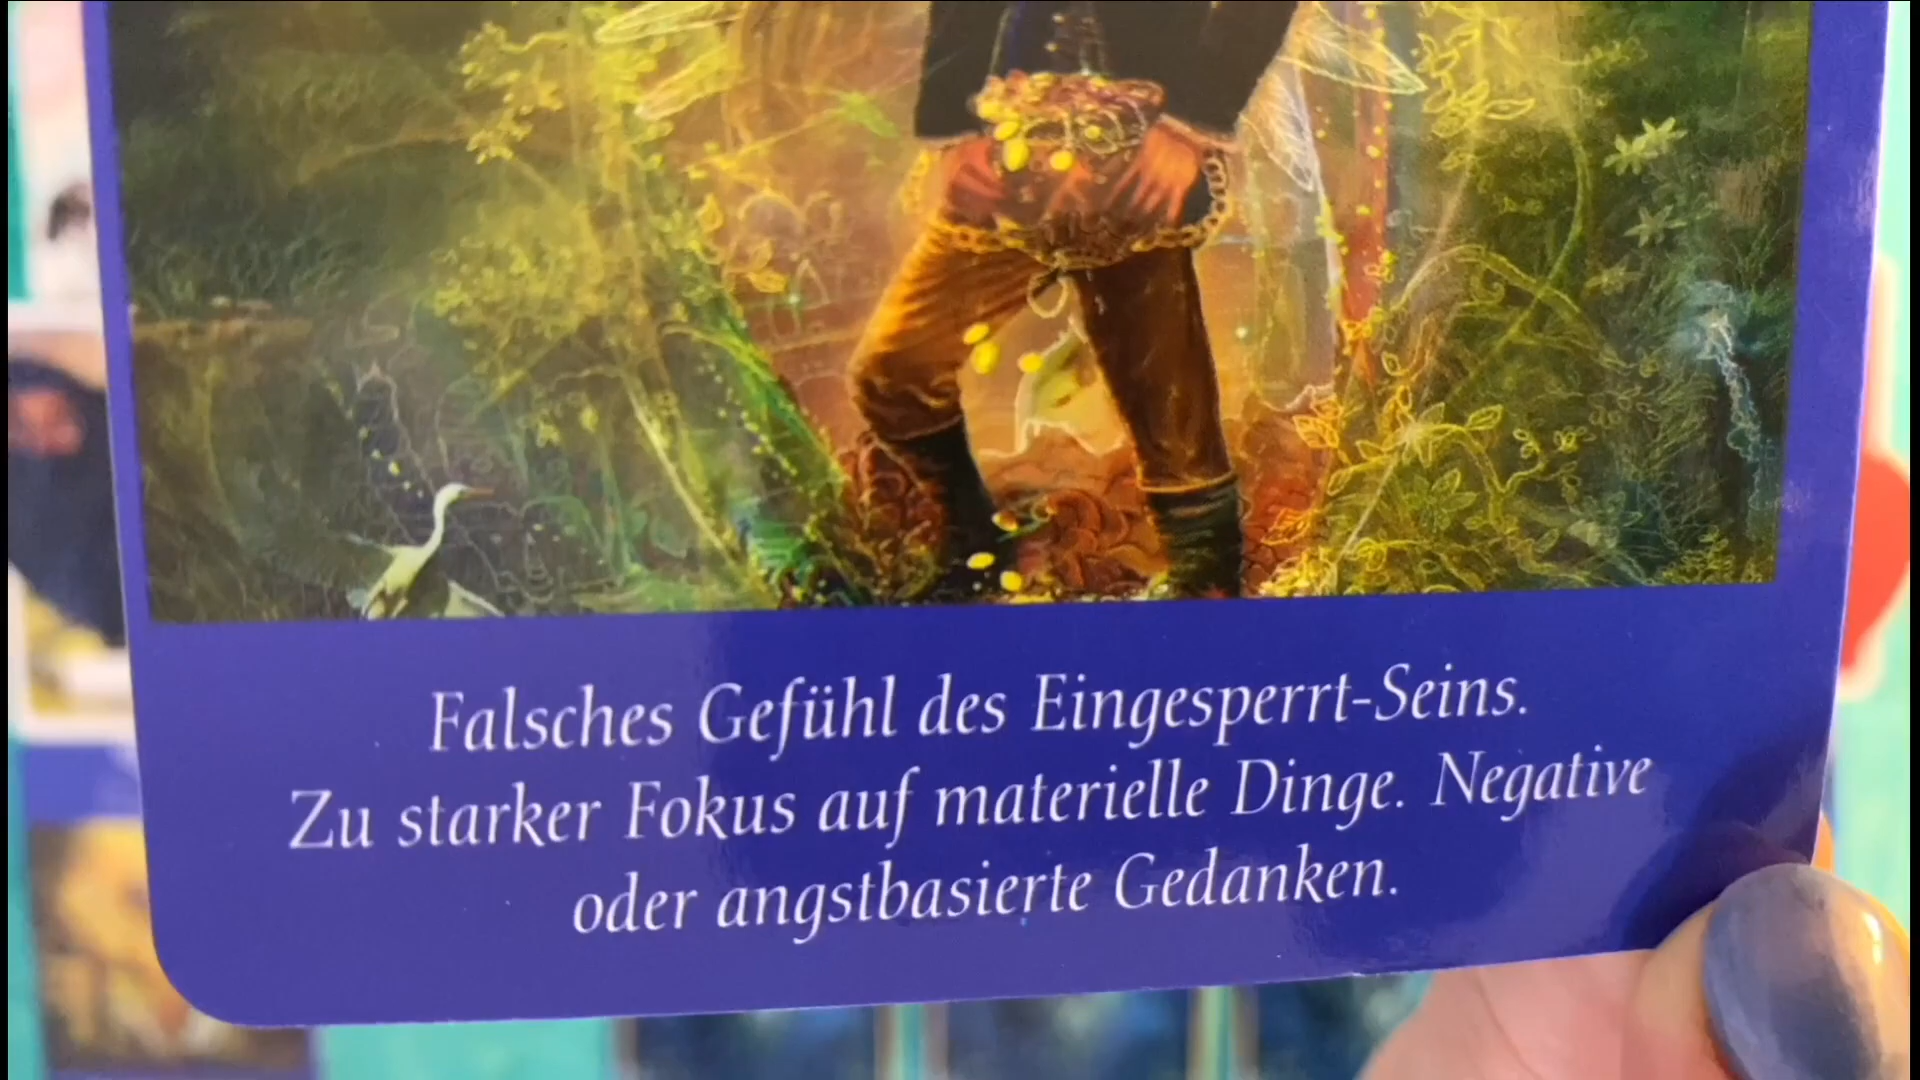 Falsches Gefühl des Eingesperrt-Seins.
Zu starker Fokus auf materielle Dinge. Negative
oder angstbasierte Gedanken.